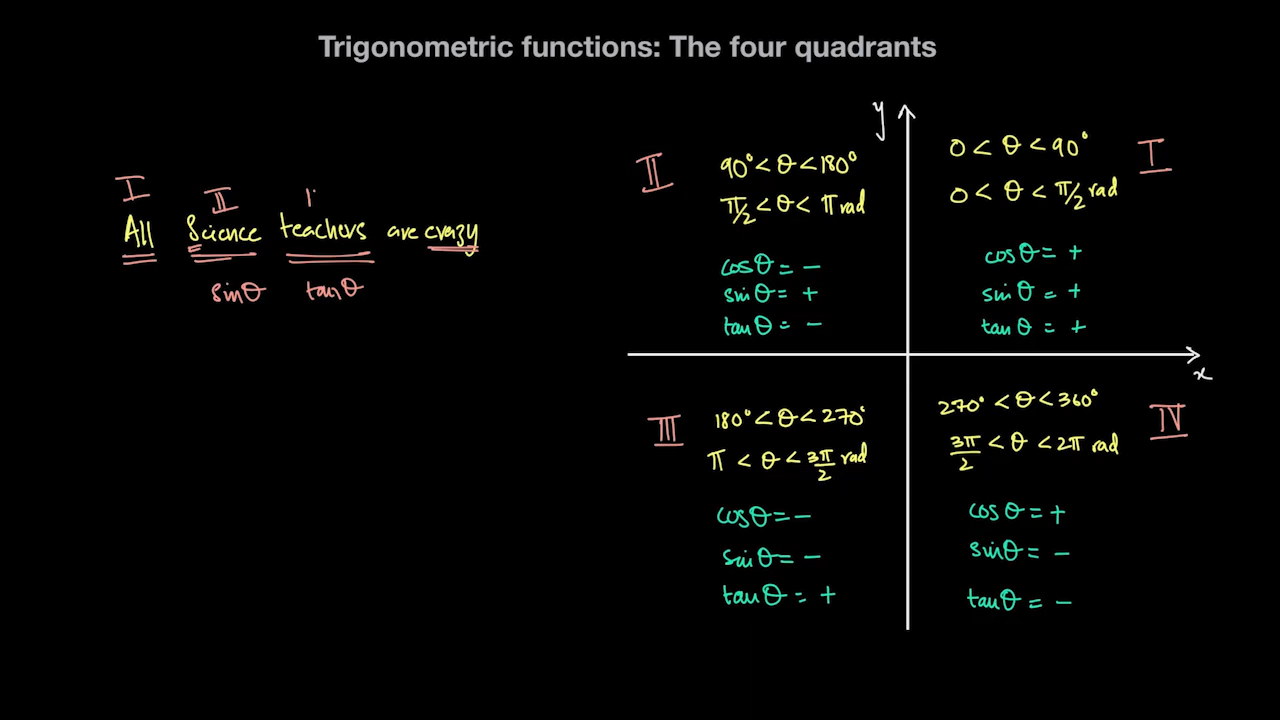 Trigonometric functions: The four quadrants
I II I'
All Science teachers are crazy
sinθ tanθ
y
x
II
90° < θ < 180°
π/2 < θ < π rad
cosθ = -
sinθ = +
tanθ = -
I
0 < θ < 90°
0 < θ < π/2 rad
cosθ = +
sinθ = +
tanθ = +
III
180° < θ < 270°
π < θ < 3π/2 rad
cosθ = -
sinθ = -
tanθ = +
IV
270° < θ < 360°
3π/2 < θ < 2π rad
cosθ = +
sinθ = -
tanθ = -